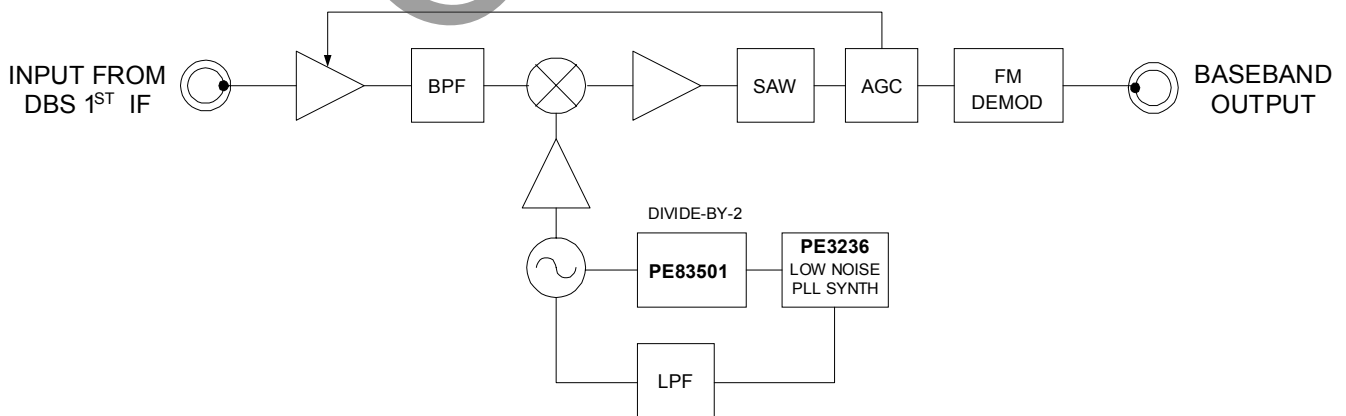 INPUT FROM
DBS 1ST IF
BPF
SAW
AGC
FM
DEMOD
BASEBAND
OUTPUT
DIVIDE-BY-2
PE83501
PE3236
LOW NOISE
PLL SYNTH
LPF